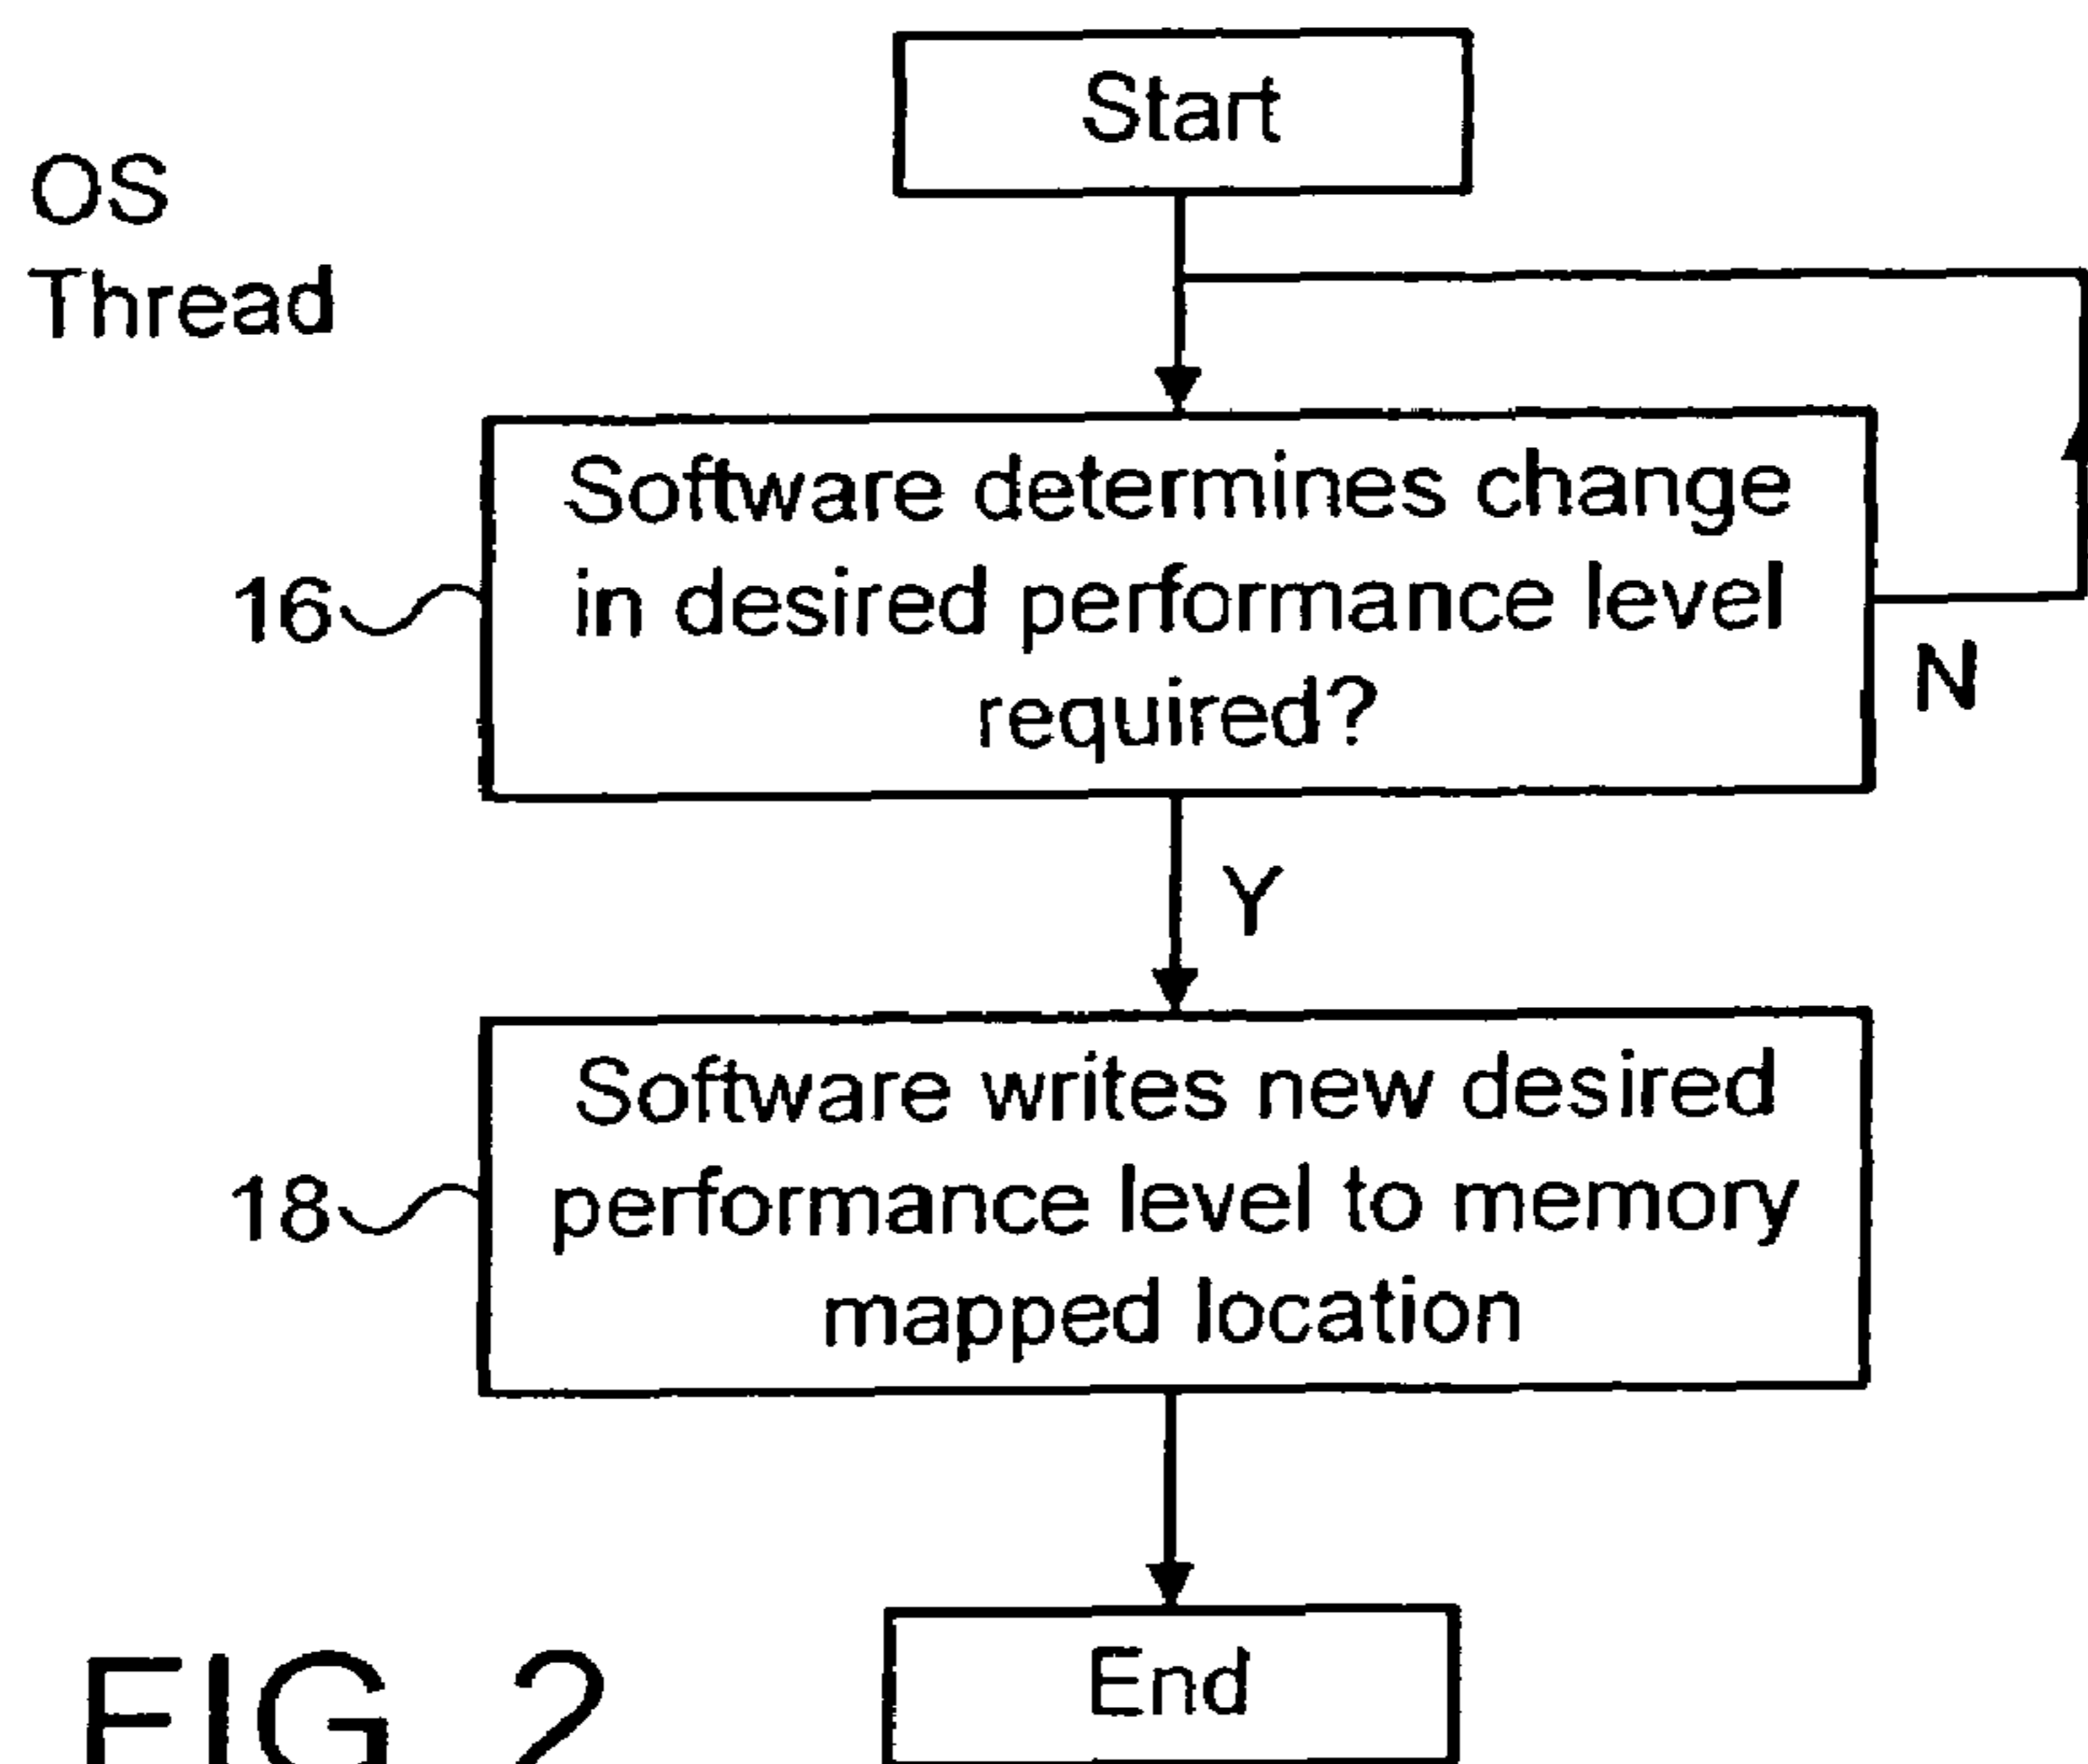 Start
OS
Thread
Software determines change
in desired performance level
required?
16
N
Y
Software writes new desired
performance level to memory
mapped location
18
End
FIG. 2